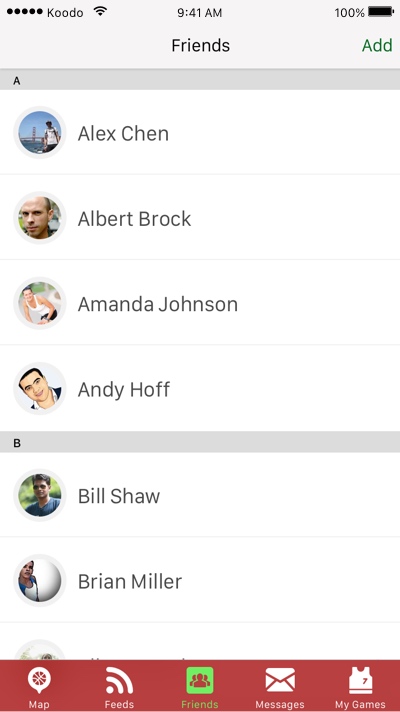 Koodo 9:41 AM 100%
Friends Add
A
Alex Chen
Albert Brock
Amanda Johnson
Andy Hoff
B
Bill Shaw
Brian Miller
7
Map Feeds Friends Messages My Games